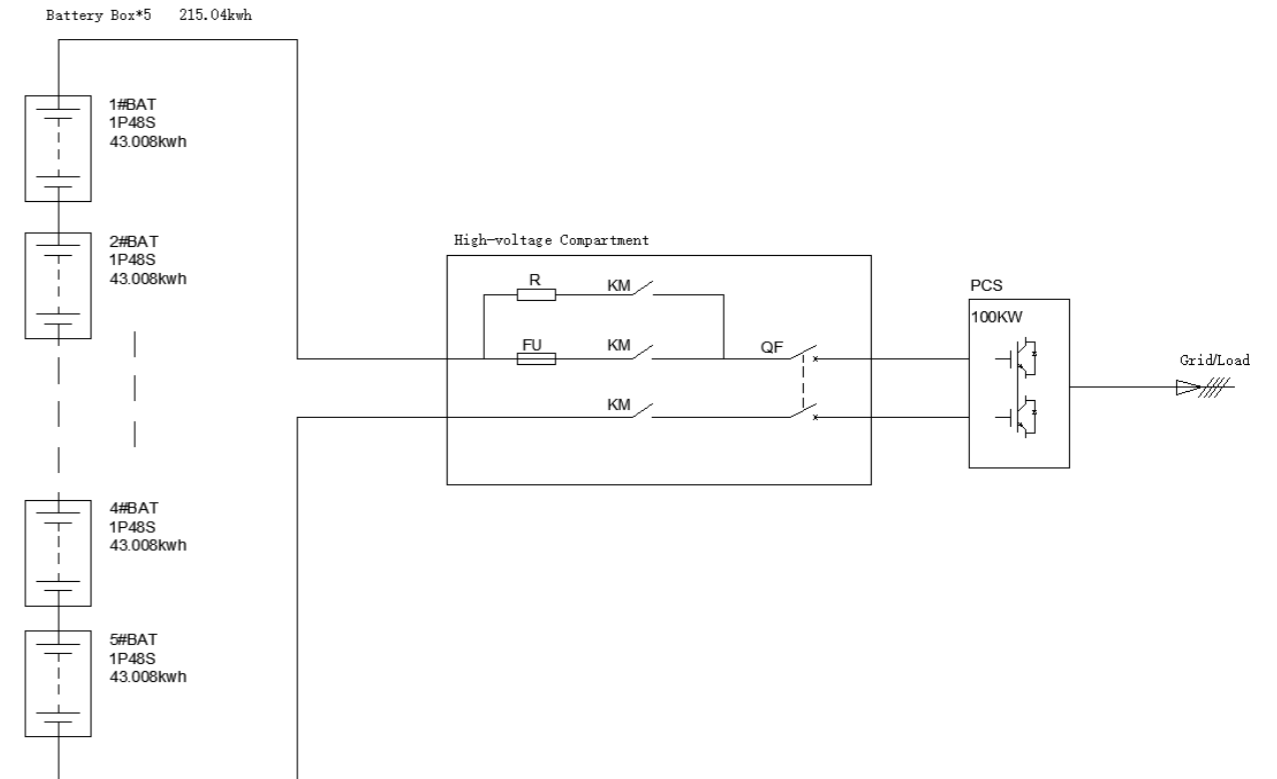 Battery Box*5 215.04kwh
1#BAT
1P48S
43.008kwh
2#BAT
1P48S
43.008kwh
High-voltage Compartment
R
KM
FU
KM
QF
KM
PCS
100KW
Grid/Load
4#BAT
1P48S
43.008kwh
5#BAT
1P48S
43.008kwh